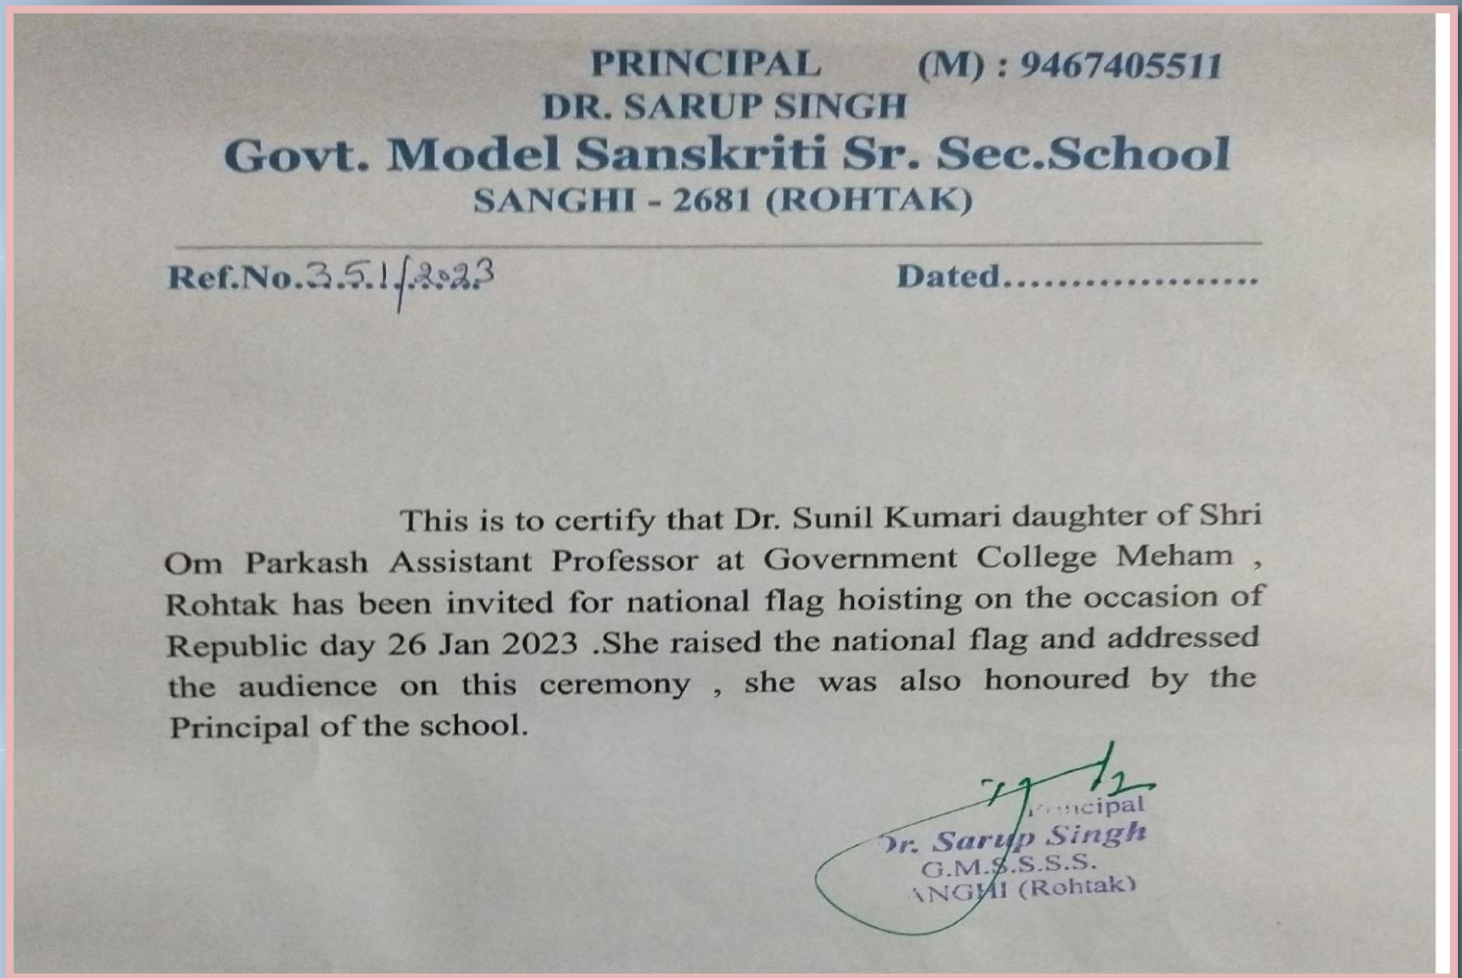 PRINCIPAL (M) : 9467405511
DR. SARUP SINGH
Govt. Model Sanskriti Sr. Sec.School
SANGHI - 2681 (ROHTAK)
Ref.No.351/2023 Dated...................
This is to certify that Dr. Sunil Kumari daughter of Shri
Om Parkash Assistant Professor at Government College Meham ,
Rohtak has been invited for national flag hoisting on the occasion of
Republic day 26 Jan 2023 .She raised the national flag and addressed
the audience on this ceremony , she was also honoured by the
Principal of the school.
Principal
Dr. Sarup Singh
G.M.S.S.S.S.
ANGHI (Rohtak)